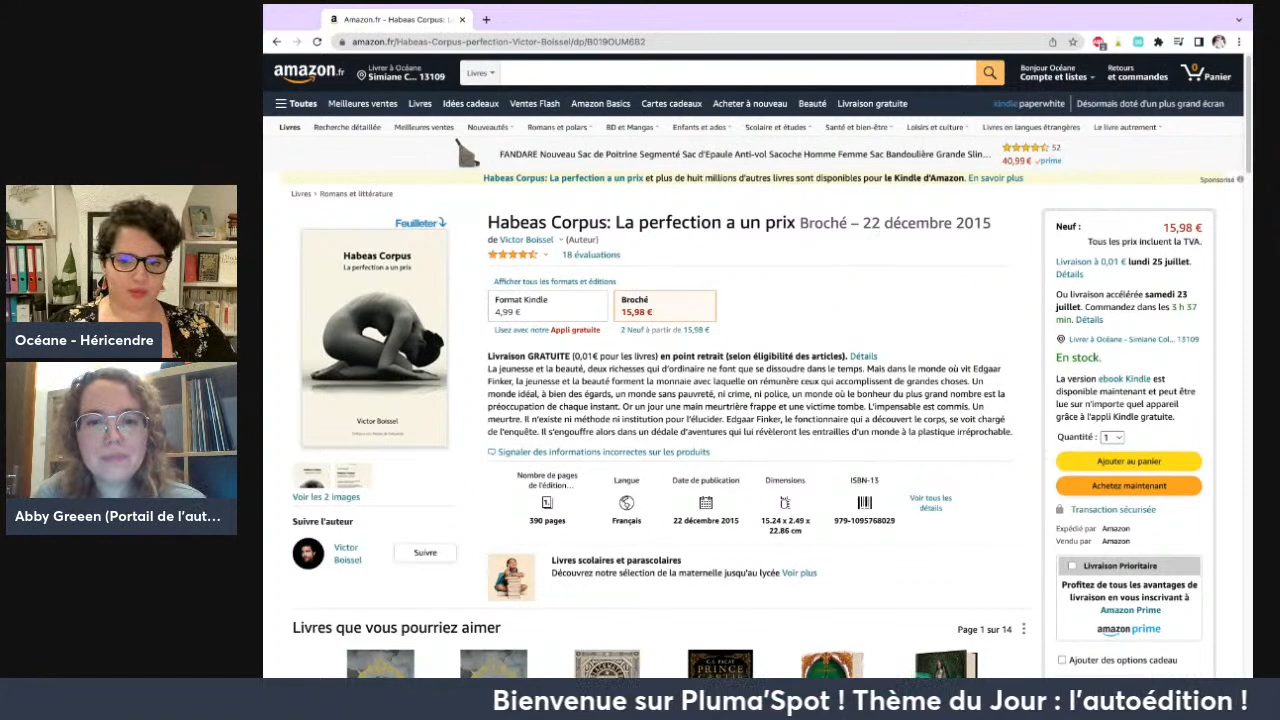 Amazon.fr - Habeas Corpus: L
amazon.fr/Habeas-Corpus-perfection-Victor-Boissel/dp/B019OUM6B2
amazon.fr
Livrer à Océane
Simiane C... 13109
Livres
Bonjour Océane
Compte et listes
Retours
et commandes
0
Panier
Toutes Meilleures ventes Livres Idées cadeaux Ventes Flash Amazon Basics Cartes cadeaux Acheter à nouveau Beauté Livraison gratuite
kindle paperwhite | Désormais doté d'un plus grand écran
Livres Recherche détaillée Meilleures ventes Nouveautés Romans et polars BD et Mangas Enfants et ados Scolaire et études Santé et bien-être Loisirs et culture Livres en langues étrangères Le livre autrement
FANDARE Nouveau Sac de Poitrine Segmenté Sac d'Epaule Anti-vol Sacoche Homme Femme Sac Bandoulière Grande Slin...
52
40,99 € prime
Habeas Corpus: La perfection a un prix et plus de huit millions d'autres livres sont disponibles pour le Kindle d'Amazon. En savoir plus
Sponsorisé
Livres › Romans et littérature
Feuilleter
Habeas Corpus
La perfection a un prix
Victor Boissel
Voir les 2 images
Suivre l'auteur
Victor
Boissel
Suivre
Habeas Corpus: La perfection a un prix Broché – 22 décembre 2015
de Victor Boissel (Auteur)
18 évaluations
Afficher tous les formats et éditions
Format Kindle
4,99 €
Broché
15,98 €
Lisez avec notre Appli gratuite
2 Neuf à partir de 15,98 €
Livraison GRATUITE (0,01€ pour les livres) en point retrait (selon éligibilité des articles). Détails
La jeunesse et la beauté, deux richesses qui d'ordinaire ne font que se dissoudre dans le temps. Mais dans le monde où vit Edgaar
Finker, la jeunesse et la beauté forment la monnaie avec laquelle on rémunère ceux qui accomplissent de grandes choses. Un
monde idéal, à bien des égards, un monde sans pauvreté, ni crime, ni police, un monde où le bonheur du plus grand nombre est la
préoccupation de chaque instant. Or un jour une main meurtrière frappe et une victime tombe. L'impensable est commis. Un
meurtre. Il n'existe ni méthode ni institution pour l'élucider. Edgaar Finker, le fonctionnaire qui a découvert le corps, se voit chargé
de l'enquête. Il s'engouffre alors dans un dédale d'aventures qui lui révèleront les entrailles d'un monde à la plastique irréprochable.
Signaler des informations incorrectes sur les produits
Nombre de pages
de l'édition...
390 pages
Langue
Français
Date de publication
22 décembre 2015
Dimensions
15.24 x 2.49 x
22.86 cm
ISBN-13
979-1095768029
Voir tous les
détails
Livres scolaires et parascolaires
Découvrez notre sélection de la maternelle jusqu'au lycée Voir plus
Livres que vous pourriez aimer
Page 1 sur 14
C.S. PACAT
PRINCE
Neuf :
15,98 €
Tous les prix incluent la TVA.
Livraison à 0,01 € lundi 25 juillet.
Détails
Ou livraison accélérée samedi 23
juillet. Commandez dans les 3 h 37
min. Détails
Livrer à Océane - Simiane Col... 13109
En stock.
La version ebook Kindle est
disponible maintenant et peut être
lue sur n'importe quel appareil
grâce à l'appli Kindle gratuite.
Quantité : 1
Ajouter au panier
Achetez maintenant
Transaction sécurisée
Expédié par Amazon
Vendu par Amazon
Livraison Prioritaire
Profitez de tous les avantages de
livraison en vous inscrivant à
Amazon Prime
amazon prime
Ajouter des options cadeau
Océane - Héricendre
Abby Greeen (Portail de l'aut...
Bienvenue sur Pluma'Spot ! Thème du Jour : l'autoédition !